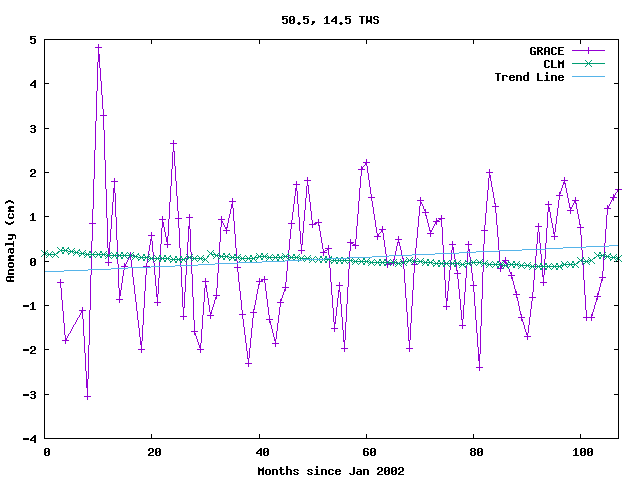 50.5, 14.5 TWS
GRACE
CLM
Trend Line
5
4
3
2
1
0
-1
-2
-3
-4
Anomaly (cm)
0 20 40 60 80 100
Months since Jan 2002